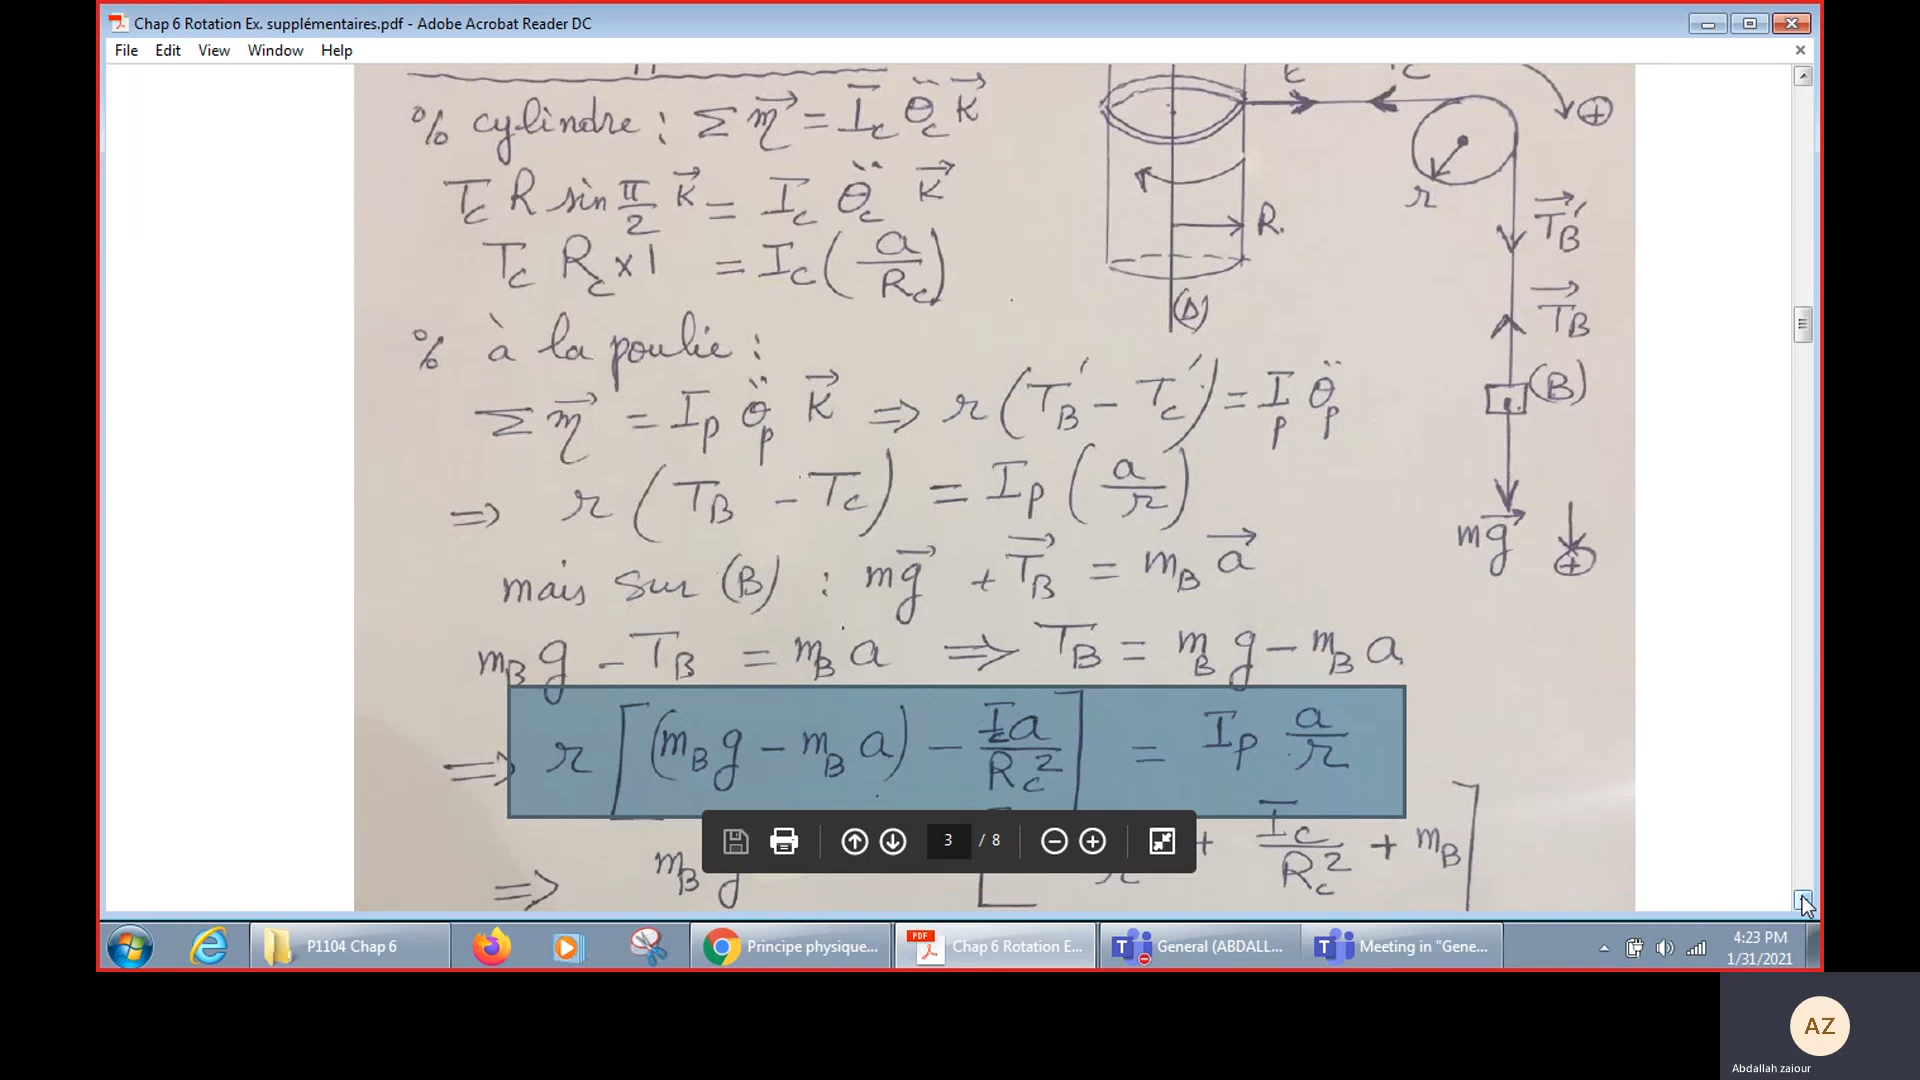 Chap 6 Rotation Ex. supplémentaires.pdf - Adobe Acrobat Reader DC
File Edit View Window Help
% cylindre : Σ𝓂⃗ = I_c θ̈_c K⃗
T_c R sin π/2 K⃗ = I_c θ̈_c K⃗
T_c R_c x 1 = I_c (a/R_c)
% à la poulie :
Σ𝓂⃗ = I_p θ̈_p K⃗ ⇒ r(T'_B - T'_c) = I_p θ̈_p
⇒ r (T_B - T_c) = I_p (a/r)
mais sur (B) : mg⃗ + T⃗_B = m_B a⃗
m_B g - T_B = m_B a ⇒ T_B = m_B g - m_B a
⇒ r [(m_B g - m_B a) - I_c a/R_c²] = I_p a/r
⇒ m_B g + I_c/R_c² + m_B]
⊕
r
R.
(Δ)
T⃗'_B
T⃗_B
(B)
mg⃗
⊕
3 / 8
P1104 Chap 6
Principe physique...
PDF
Chap 6 Rotation E...
General (ABDALL...
Meeting in "Gene...
4:23 PM
1/31/2021
AZ
Abdallah zaiour